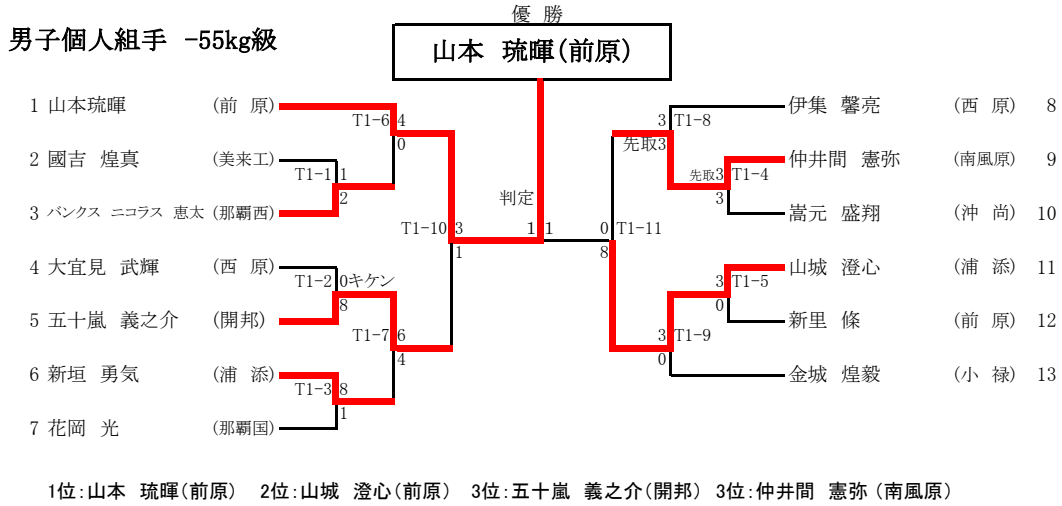 優 勝
男子個人組手 -55kg級
山本 琉暉(前原)
1 山本琉暉 (前 原)
伊集 馨亮 (西 原) 8
T1-6 4
3 T1-8
0
先取3
2 國吉 煌真 (美来工)
仲井間 憲弥 (南風原) 9
T1-1 1
先取3 T1-4
2
3
判定
3 バンクス ニコラス 恵太 (那覇西)
嵩元 盛翔 (沖 尚) 10
T1-10 3
1 1
0 T1-11
1
8
4 大宜見 武輝 (西 原)
山城 澄心 (浦 添) 11
T1-2 0キケン
3 T1-5
8
0
5 五十嵐 義之介 (開邦)
新里 條 (前 原) 12
T1-7 6
3 T1-9
4
0
6 新垣 勇気 (浦 添)
金城 煌毅 (小 禄) 13
T1-3 8
1
7 花岡 光 (那覇国)
1位:山本 琉暉(前原) 2位:山城 澄心(前原) 3位:五十嵐 義之介(開邦) 3位:仲井間 憲弥 (南風原)